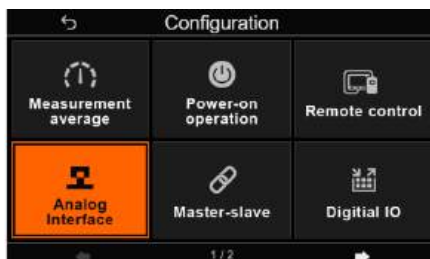 Configuration
Measurement
average
Power-on
operation
Remote control
Analog
Interface
Master-slave
Digitial IO
1/2